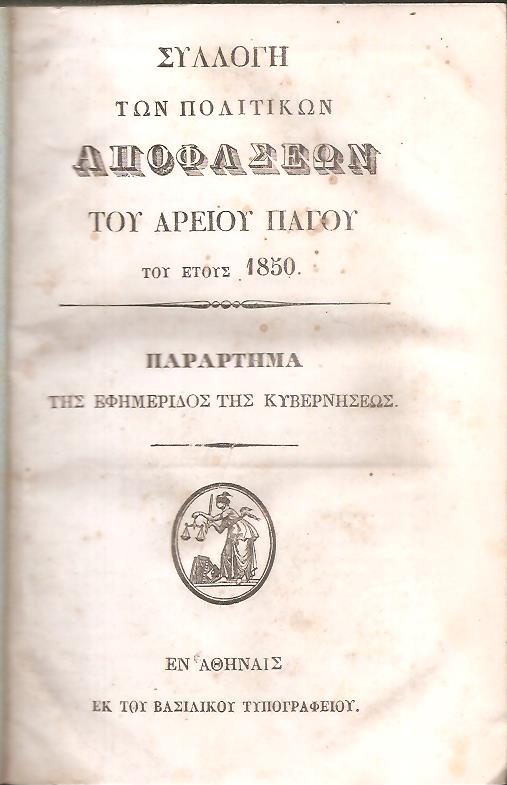 ΣΥΛΛΟΓΗ
ΤΩΝ ΠΟΛΙΤΙΚΩΝ
ΑΠΟΦΑΣΕΩΝ
ΤΟΥ ΑΡΕΙΟΥ ΠΑΓΟΥ
ΤΟΥ ΕΤΟΥΣ 1850.
ΠΑΡΑΡΤΗΜΑ
ΤΗΣ ΕΦΗΜΕΡΙΔΟΣ ΤΗΣ ΚΥΒΕΡΝΗΣΕΩΣ.
ΕΝ ΑΘΗΝΑΙΣ
ΕΚ ΤΟΥ ΒΑΣΙΛΙΚΟΥ ΤΥΠΟΓΡΑΦΕΙΟΥ.